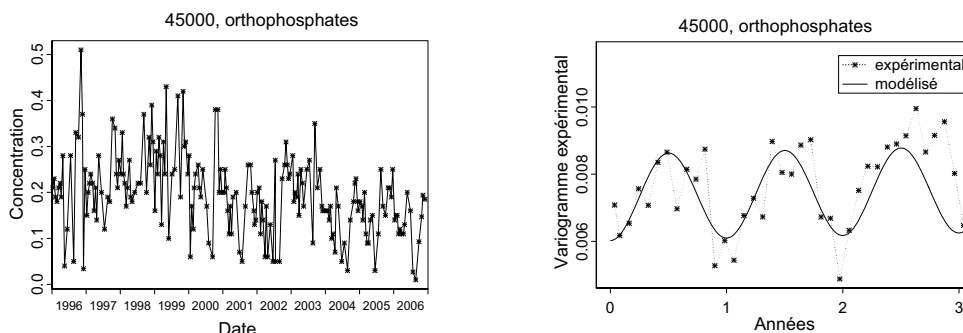 45000, orthophosphates
Concentration
0.5
0.4
0.3
0.2
0.1
0.0
1996 1997 1998 1999 2000 2001 2002 2003 2004 2005 2006
Date
45000, orthophosphates
expérimental
modélisé
Variogramme expérimental
0.010
0.008
0.006
0 1 2 3
Années